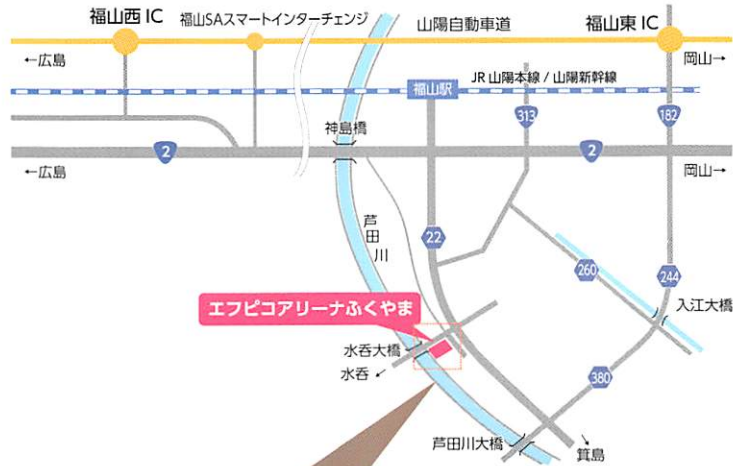 福山西IC
福山SAスマートインターチェンジ
山陽自動車道
福山東IC
←広島
岡山→
JR 山陽本線 / 山陽新幹線
福山駅
313
182
神島橋
2
2
←広島
岡山→
芦田川
22
260
244
入江大橋
エフピコアリーナふくやま
水呑大橋
水呑
380
芦田川大橋
箕島